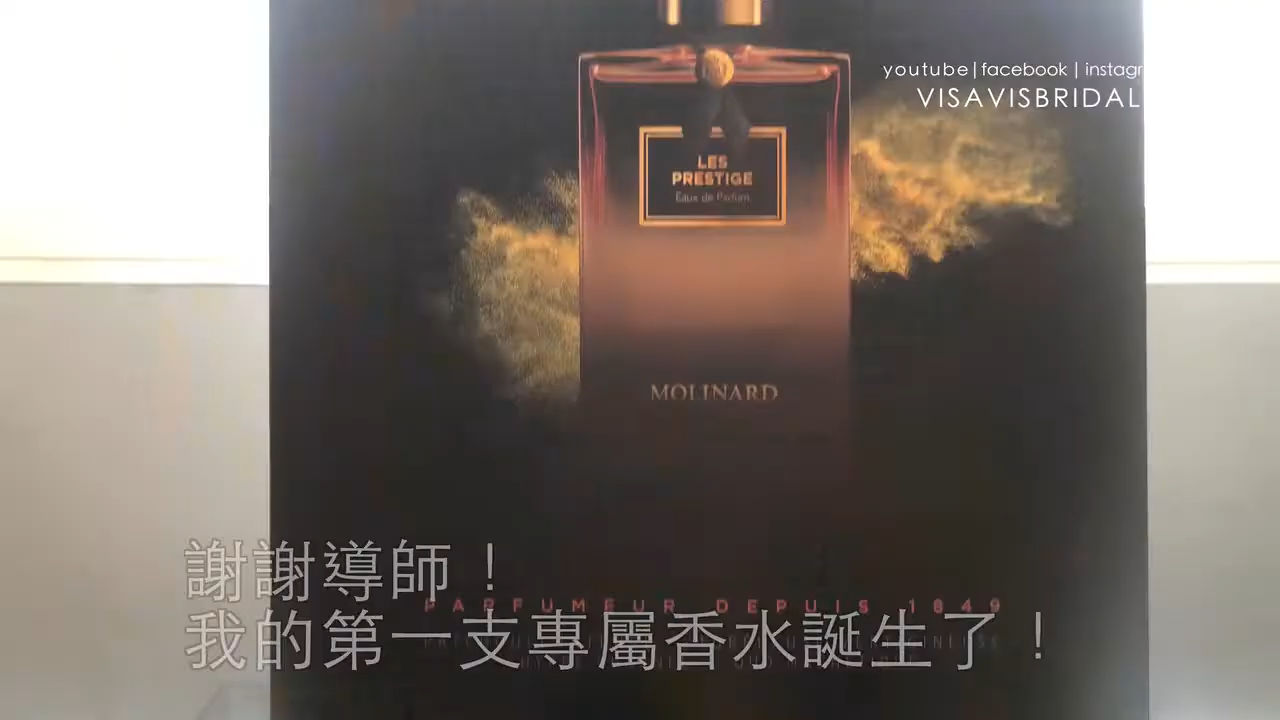 youtube|facebook | instagr
VISAVISBRIDAL
LES
PRESTIGE
Eaux de Parfum
MOLINARD
謝謝導師！
PARFUMEUR DEPUIS 1849
我的第一支專屬香水誕生了！